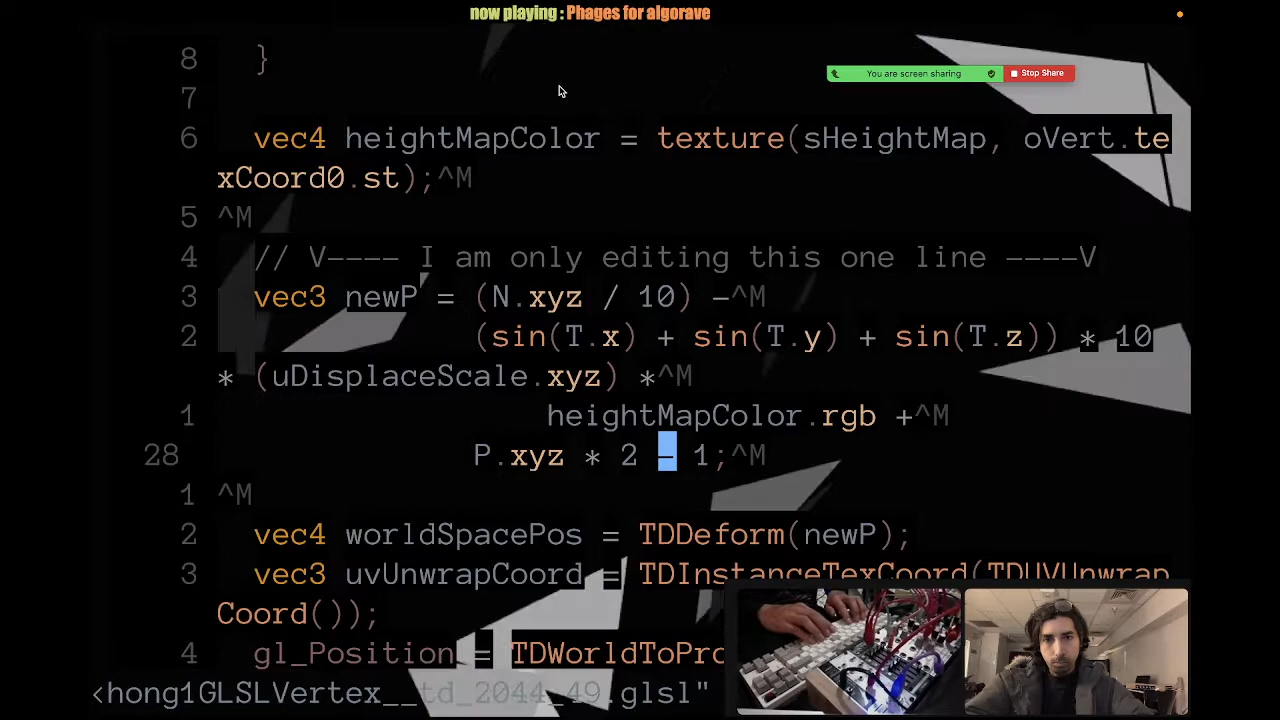 now playing : Phages for algorave
You are screen sharing
Stop Share
8 }
7
6 vec4 heightMapColor = texture(sHeightMap, oVert.te
xCoord0.st);^M
5 ^M
4 // V---- I am only editing this one line ----V
3 vec3 newP = (N.xyz / 10) -^M
2 (sin(T.x) + sin(T.y) + sin(T.z)) * 10
* (uDisplaceScale.xyz) *^M
1 heightMapColor.rgb +^M
28 P.xyz * 2 - 1;^M
1 ^M
2 vec4 worldSpacePos = TDDeform(newP);
3 vec3 uvUnwrapCoord = TDInstanceTexCoord(TDUVUnwrap
Coord());
4 gl_Position = TDWorldToPro
<hong1GLSLVertex__td_2044_49.glsl"